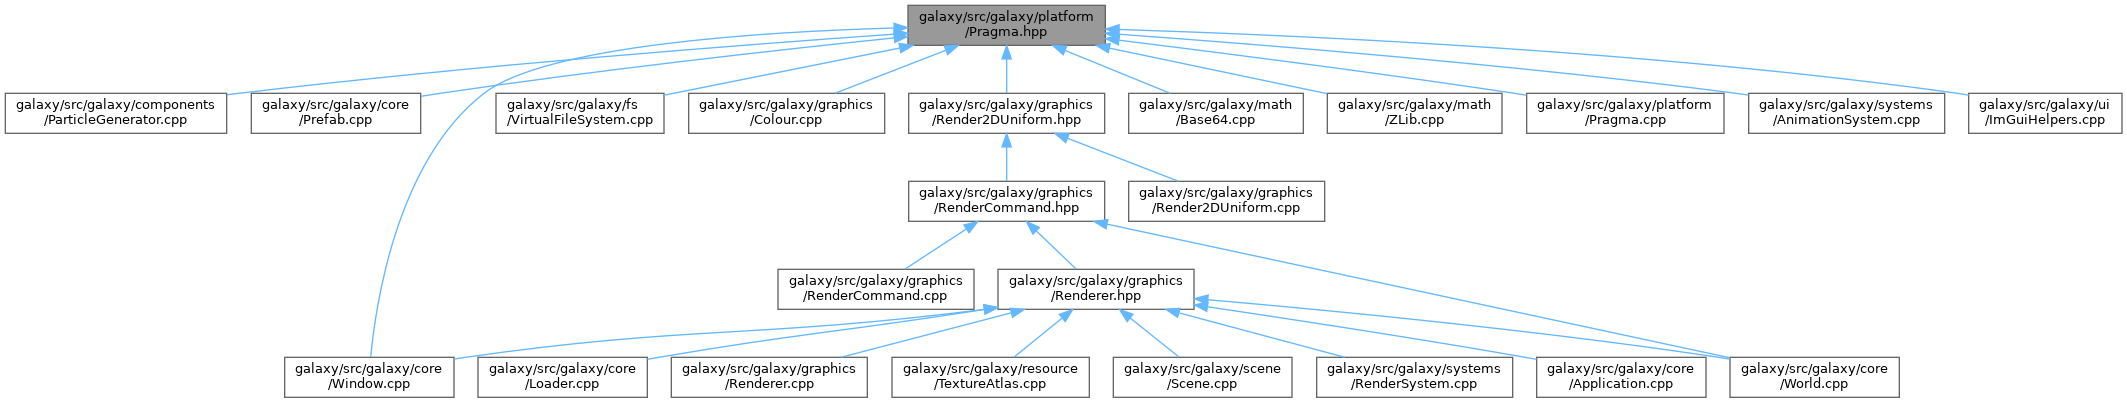 galaxy/src/galaxy/platform
/Pragma.hpp
galaxy/src/galaxy/components
/ParticleGenerator.cpp
galaxy/src/galaxy/core
/Prefab.cpp
galaxy/src/galaxy/fs
/VirtualFileSystem.cpp
galaxy/src/galaxy/graphics
/Colour.cpp
galaxy/src/galaxy/graphics
/Render2DUniform.hpp
galaxy/src/galaxy/math
/Base64.cpp
galaxy/src/galaxy/math
/ZLib.cpp
galaxy/src/galaxy/platform
/Pragma.cpp
galaxy/src/galaxy/systems
/AnimationSystem.cpp
galaxy/src/galaxy/ui
/ImGuiHelpers.cpp
galaxy/src/galaxy/graphics
/RenderCommand.hpp
galaxy/src/galaxy/graphics
/Render2DUniform.cpp
galaxy/src/galaxy/graphics
/RenderCommand.cpp
galaxy/src/galaxy/graphics
/Renderer.hpp
galaxy/src/galaxy/core
/Window.cpp
galaxy/src/galaxy/core
/Loader.cpp
galaxy/src/galaxy/graphics
/Renderer.cpp
galaxy/src/galaxy/resource
/TextureAtlas.cpp
galaxy/src/galaxy/scene
/Scene.cpp
galaxy/src/galaxy/systems
/RenderSystem.cpp
galaxy/src/galaxy/core
/Application.cpp
galaxy/src/galaxy/core
/World.cpp